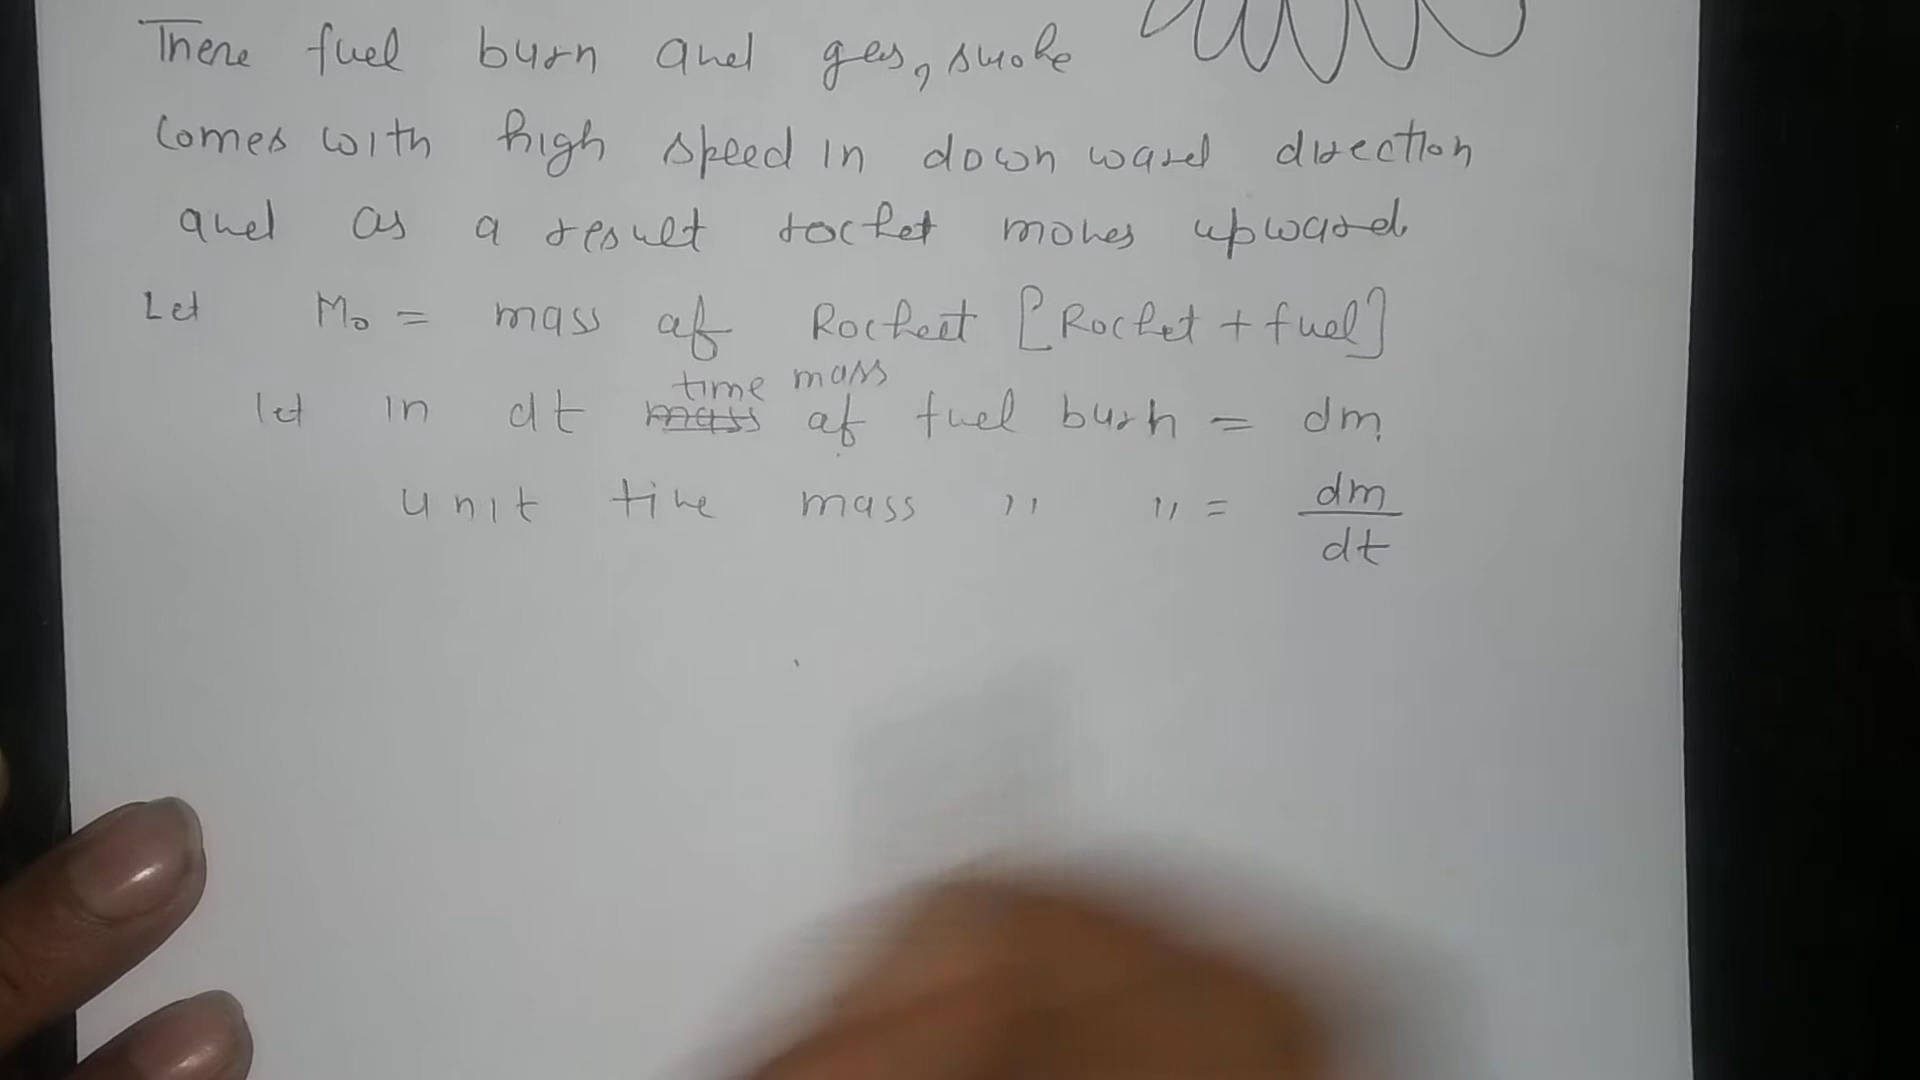 There fuel burn and gas, smoke
comes with high speed in down ward direction
and as a result rocket moves upward.
Let M₀ = mass of Rocket [Rocket + fuel]
time mass
let in dt mass of fuel burn = dm
unit time mass " " = dm/dt